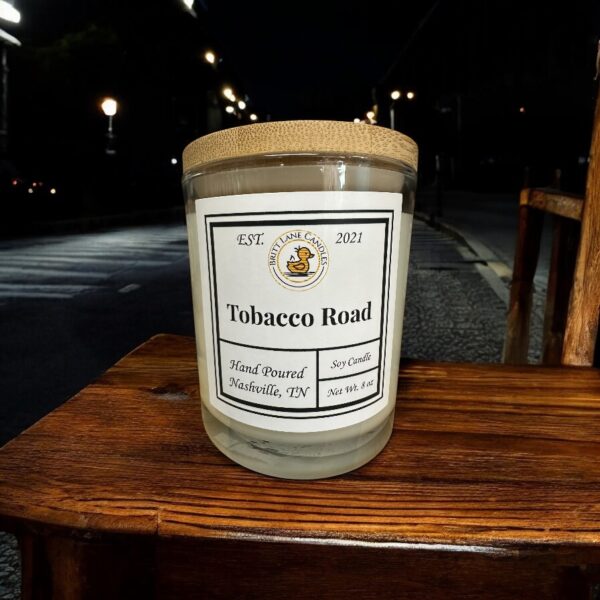 EST. 2021
BRITT LANE CANDLES
Tobacco Road
Hand Poured
Nashville, TN
Soy Candle
Net Wt. 8 oz